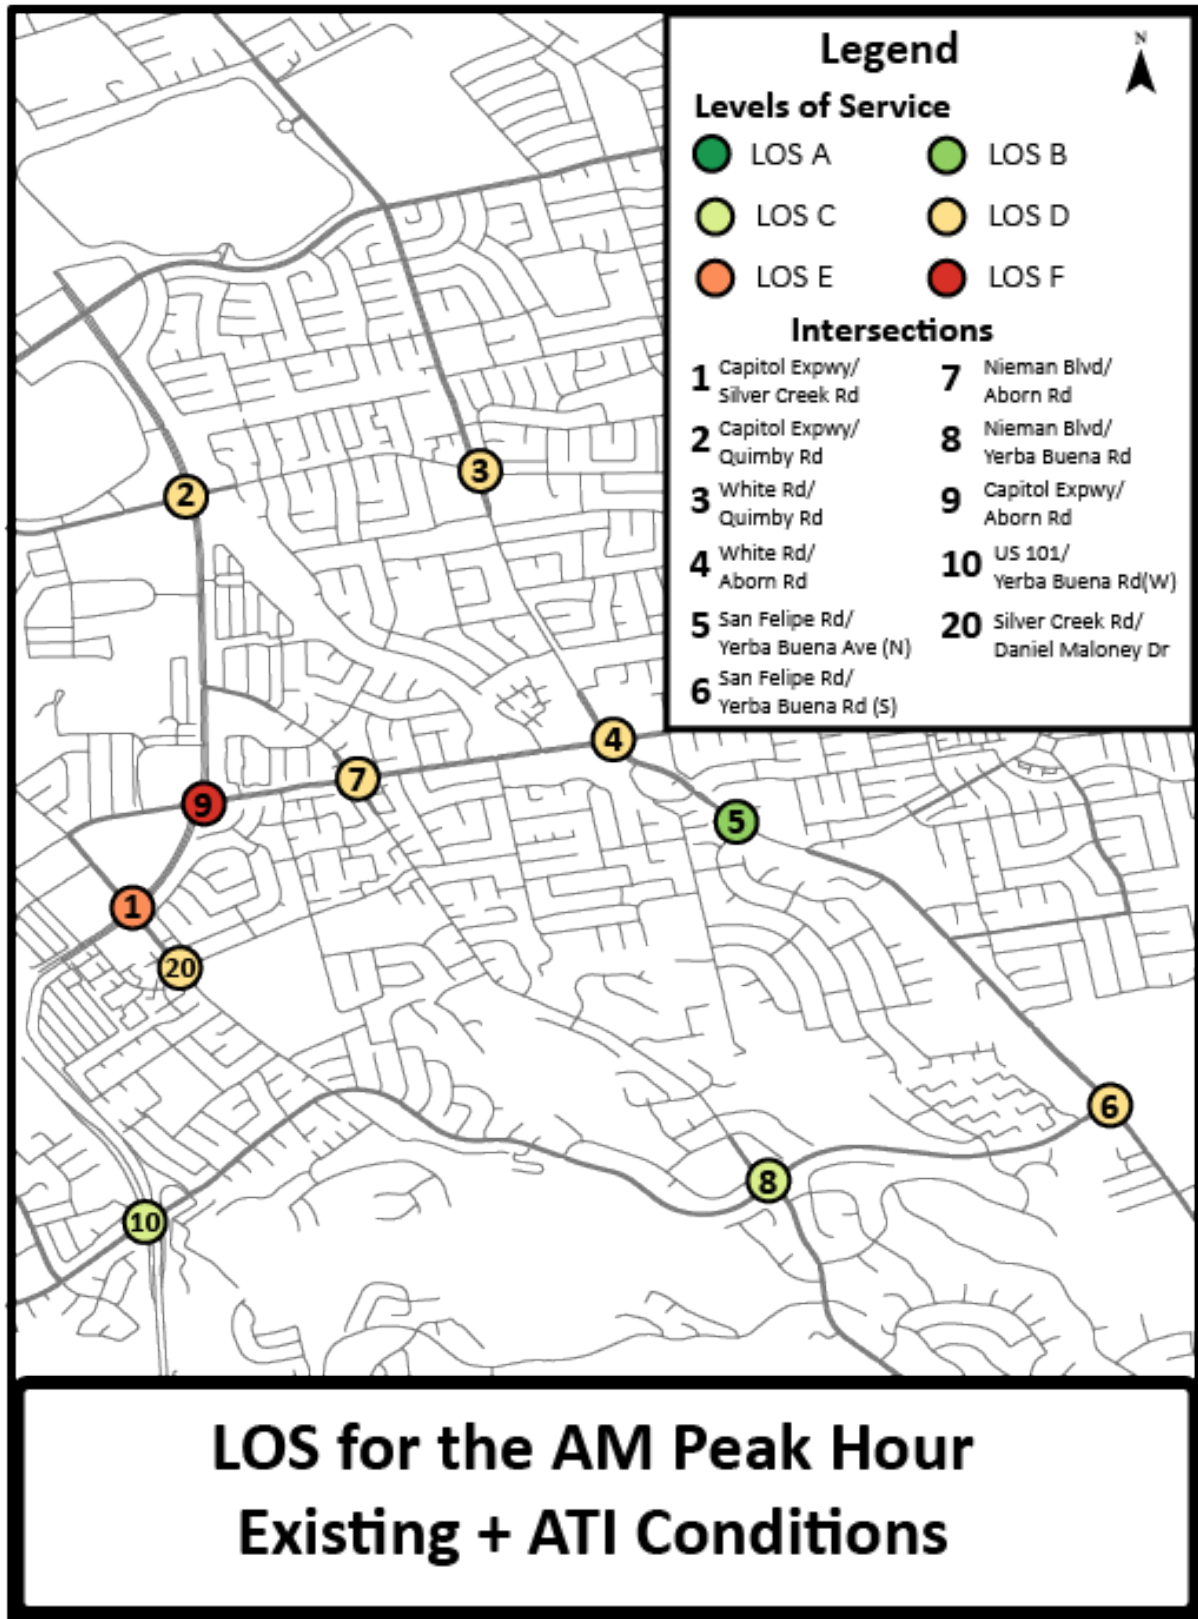 N
Legend
Levels of Service
LOS A
LOS B
LOS C
LOS D
LOS E
LOS F
Intersections
1 Capitol Expwy/
Silver Creek Rd
2 Capitol Expwy/
Quimby Rd
3 White Rd/
Quimby Rd
4 White Rd/
Aborn Rd
5 San Felipe Rd/
Yerba Buena Ave (N)
6 San Felipe Rd/
Yerba Buena Rd (S)
7 Nieman Blvd/
Aborn Rd
8 Nieman Blvd/
Yerba Buena Rd
9 Capitol Expwy/
Aborn Rd
10 US 101/
Yerba Buena Rd(W)
20 Silver Creek Rd/
Daniel Maloney Dr
3
2
4
7
9
5
1
20
6
8
10
LOS for the AM Peak Hour
Existing + ATI Conditions